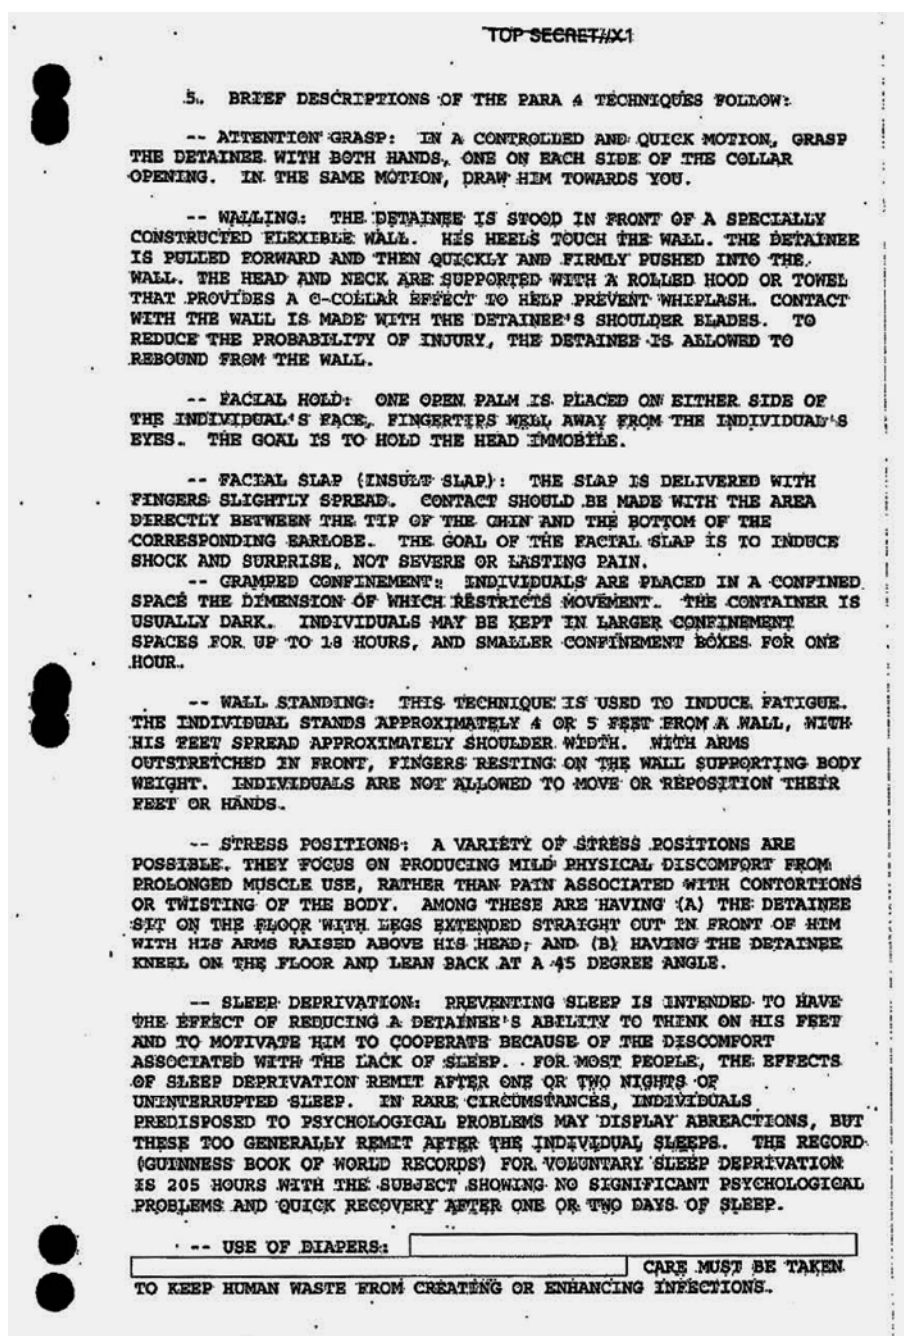 TOP SECRET//X1
5. BRIEF DESCRIPTIONS OF THE PARA 4 TECHNIQUES FOLLOW:
-- ATTENTION GRASP: IN A CONTROLLED AND QUICK MOTION, GRASP
THE DETAINEE WITH BOTH HANDS, ONE ON EACH SIDE OF THE COLLAR
OPENING. IN THE SAME MOTION, DRAW HIM TOWARDS YOU.
-- WALLING: THE DETAINEE IS STOOD IN FRONT OF A SPECIALLY
CONSTRUCTED FLEXIBLE WALL. HIS HEELS TOUCH THE WALL. THE DETAINEE
IS PULLED FORWARD AND THEN QUICKLY AND FIRMLY PUSHED INTO THE
WALL. THE HEAD AND NECK ARE SUPPORTED WITH A ROLLED HOOD OR TOWEL
THAT PROVIDES A C-COLLAR EFFECT TO HELP PREVENT WHIPLASH. CONTACT
WITH THE WALL IS MADE WITH THE DETAINEE'S SHOULDER BLADES. TO
REDUCE THE PROBABILITY OF INJURY, THE DETAINEE IS ALLOWED TO
REBOUND FROM THE WALL.
-- FACIAL HOLD: ONE OPEN PALM IS PLACED ON EITHER SIDE OF
THE INDIVIDUAL'S FACE, FINGERTIPS WELL AWAY FROM THE INDIVIDUAL'S
EYES. THE GOAL IS TO HOLD THE HEAD IMMOBILE.
-- FACIAL SLAP (INSULT SLAP): THE SLAP IS DELIVERED WITH
FINGERS SLIGHTLY SPREAD. CONTACT SHOULD BE MADE WITH THE AREA
DIRECTLY BETWEEN THE TIP OF THE CHIN AND THE BOTTOM OF THE
CORRESPONDING EARLOBE. THE GOAL OF THE FACIAL SLAP IS TO INDUCE
SHOCK AND SURPRISE, NOT SEVERE OR LASTING PAIN.
-- CRAMPED CONFINEMENT: INDIVIDUALS ARE PLACED IN A CONFINED
SPACE THE DIMENSION OF WHICH RESTRICTS MOVEMENT. THE CONTAINER IS
USUALLY DARK. INDIVIDUALS MAY BE KEPT IN LARGER CONFINEMENT
SPACES FOR UP TO 18 HOURS, AND SMALLER CONFINEMENT BOXES FOR ONE
HOUR.
-- WALL STANDING: THIS TECHNIQUE IS USED TO INDUCE FATIGUE.
THE INDIVIDUAL STANDS APPROXIMATELY 4 OR 5 FEET FROM A WALL, WITH
HIS FEET SPREAD APPROXIMATELY SHOULDER WIDTH. WITH ARMS
OUTSTRETCHED IN FRONT, FINGERS RESTING ON THE WALL SUPPORTING BODY
WEIGHT. INDIVIDUALS ARE NOT ALLOWED TO MOVE OR REPOSITION THEIR
FEET OR HANDS.
-- STRESS POSITIONS: A VARIETY OF STRESS POSITIONS ARE
POSSIBLE. THEY FOCUS ON PRODUCING MILD PHYSICAL DISCOMFORT FROM
PROLONGED MUSCLE USE, RATHER THAN PAIN ASSOCIATED WITH CONTORTIONS
OR TWISTING OF THE BODY. AMONG THESE ARE HAVING (A) THE DETAINEE
SIT ON THE FLOOR WITH LEGS EXTENDED STRAIGHT OUT IN FRONT OF HIM
WITH HIS ARMS RAISED ABOVE HIS HEAD; AND (B) HAVING THE DETAINEE
KNEEL ON THE FLOOR AND LEAN BACK AT A 45 DEGREE ANGLE.
-- SLEEP DEPRIVATION: PREVENTING SLEEP IS INTENDED TO HAVE
THE EFFECT OF REDUCING A DETAINEE'S ABILITY TO THINK ON HIS FEET
AND TO MOTIVATE HIM TO COOPERATE BECAUSE OF THE DISCOMFORT
ASSOCIATED WITH THE LACK OF SLEEP. FOR MOST PEOPLE, THE EFFECTS
OF SLEEP DEPRIVATION REMIT AFTER ONE OR TWO NIGHTS OF
UNINTERRUPTED SLEEP. IN RARE CIRCUMSTANCES, INDIVIDUALS
PREDISPOSED TO PSYCHOLOGICAL PROBLEMS MAY DISPLAY ABREACTIONS, BUT
THESE TOO GENERALLY REMIT AFTER THE INDIVIDUAL SLEEPS. THE RECORD
(GUINNESS BOOK OF WORLD RECORDS) FOR VOLUNTARY SLEEP DEPRIVATION
IS 205 HOURS WITH THE SUBJECT SHOWING NO SIGNIFICANT PSYCHOLOGICAL
PROBLEMS AND QUICK RECOVERY AFTER ONE OR TWO DAYS OF SLEEP.
-- USE OF DIAPERS:
CARE MUST BE TAKEN
TO KEEP HUMAN WASTE FROM CREATING OR ENHANCING INFECTIONS.